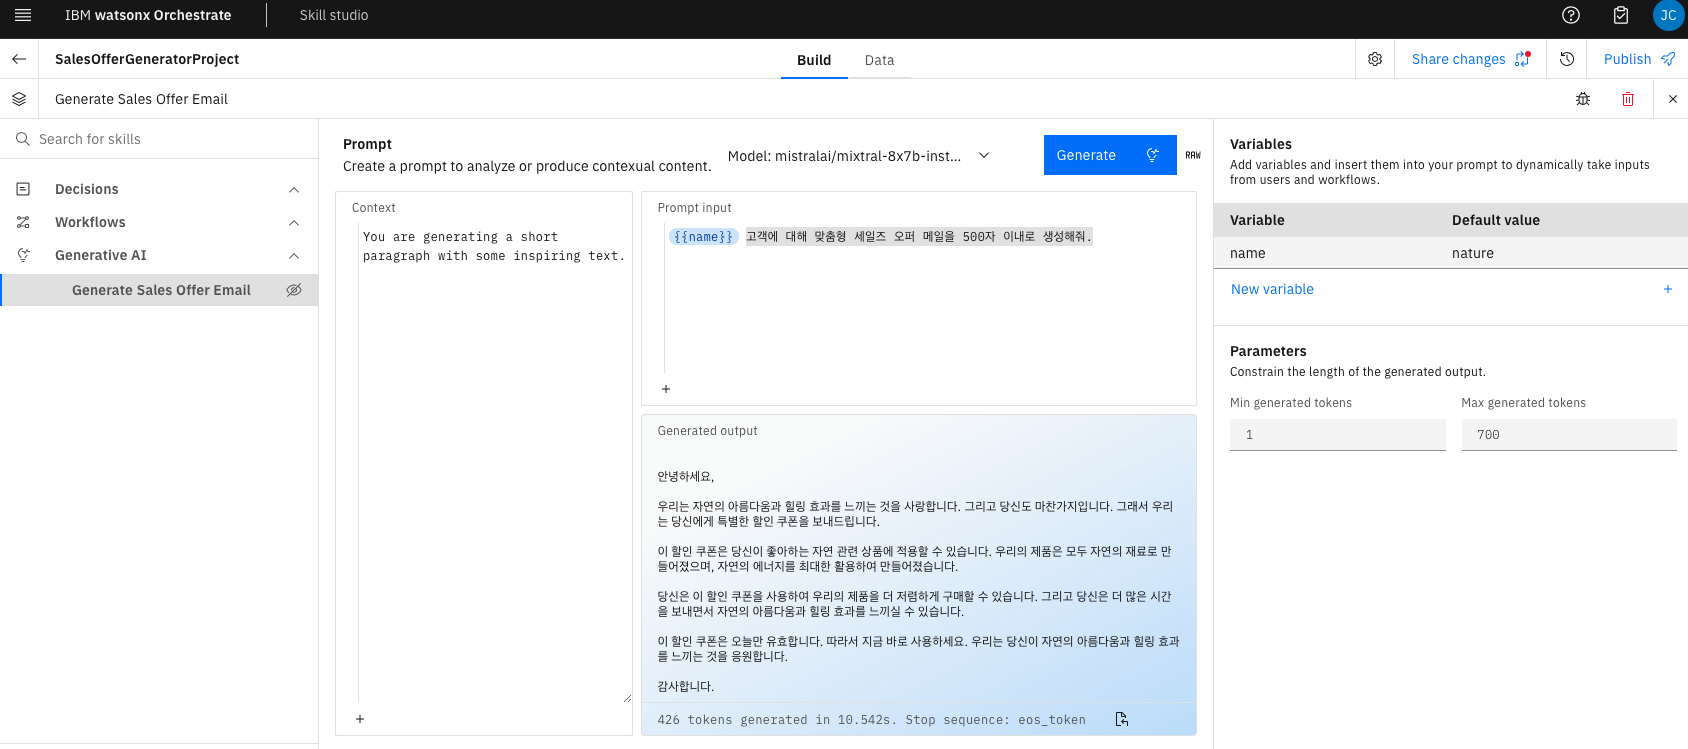 IBM watsonx Orchestrate
Skill studio
JC
SalesOfferGeneratorProject
Build
Data
Share changes
Publish
Generate Sales Offer Email
Search for skills
Decisions
Workflows
Generative AI
Generate Sales Offer Email
Prompt
Create a prompt to analyze or produce contexual content.
Model: mistralai/mixtral-8x7b-inst...
Generate
RAW
Context
You are generating a short
paragraph with some inspiring text.
Prompt input
{{name}} 고객에 대해 맞춤형 세일즈 오퍼 메일을 500자 이내로 생성해줘.
Generated output
안녕하세요,
우리는 자연의 아름다움과 힐링 효과를 느끼는 것을 사랑합니다. 그리고 당신도 마찬가지입니다. 그래서 우리
는 당신에게 특별한 할인 쿠폰을 보내드립니다.
이 할인 쿠폰은 당신이 좋아하는 자연 관련 상품에 적용할 수 있습니다. 우리의 제품은 모두 자연의 재료로 만
들어졌으며, 자연의 에너지를 최대한 활용하여 만들어졌습니다.
당신은 이 할인 쿠폰을 사용하여 우리의 제품을 더 저렴하게 구매할 수 있습니다. 그리고 당신은 더 많은 시간
을 보내면서 자연의 아름다움과 힐링 효과를 느끼실 수 있습니다.
이 할인 쿠폰은 오늘만 유효합니다. 따라서 지금 바로 사용하세요. 우리는 당신이 자연의 아름다움과 힐링 효과
를 느끼는 것을 응원합니다.
감사합니다.
426 tokens generated in 10.542s. Stop sequence: eos_token
Variables
Add variables and insert them into your prompt to dynamically take inputs
from users and workflows.
Variable Default value
name nature
New variable
Parameters
Constrain the length of the generated output.
Min generated tokens Max generated tokens
1 700